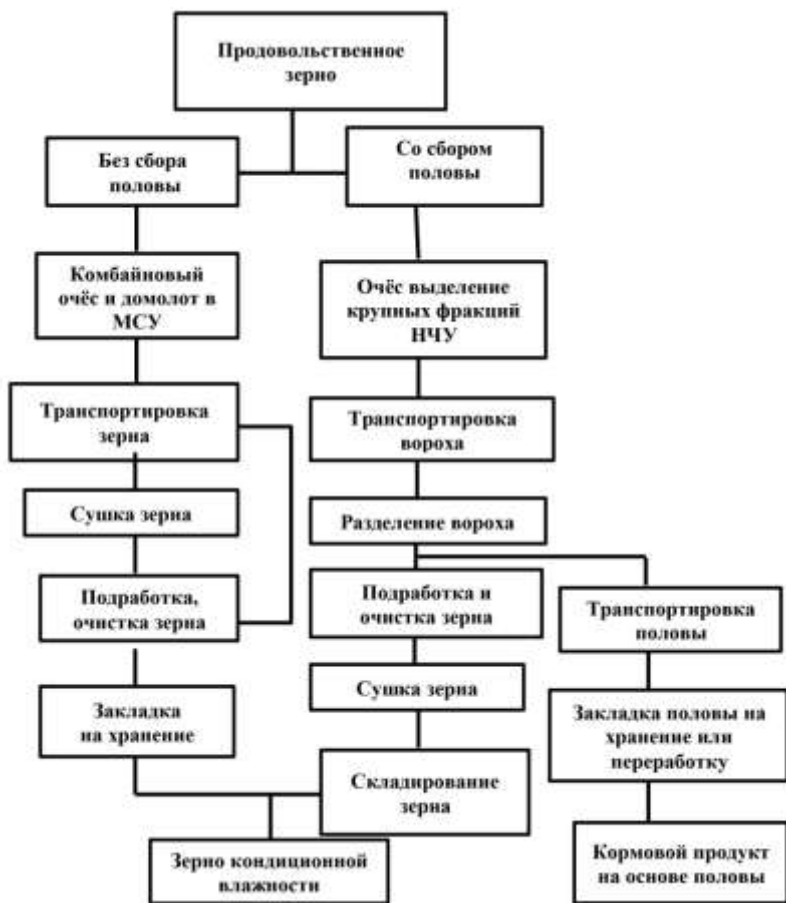 Продовольственное
зерно
Без сбора
половы
Со сбором
половы
Комбайновый
очёс и домолот в
МСУ
Очёс выделение
крупных фракций
НЧУ
Транспортировка
зерна
Транспортировка
вороха
Сушка зерна
Разделение вороха
Подработка,
очистка зерна
Подработка и
очистка зерна
Транспортировка
половы
Сушка зерна
Закладка
на хранение
Закладка половы на
хранение или
переработку
Складирование
зерна
Зерно кондиционной
влажности
Кормовой продукт
на основе половы